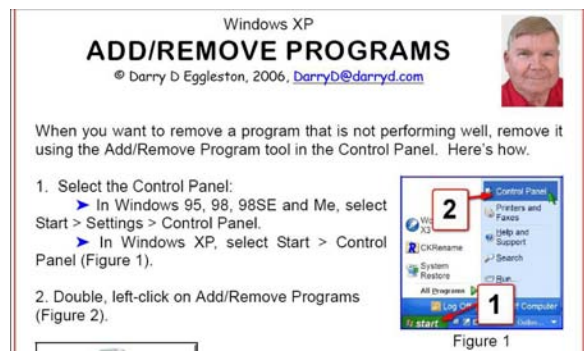 Windows XP
ADD/REMOVE PROGRAMS
© Darry D Eggleston, 2006, DarryD@darryd.com
When you want to remove a program that is not performing well, remove it
using the Add/Remove Program tool in the Control Panel. Here's how.
1. Select the Control Panel:
➤ In Windows 95, 98, 98SE and Me, select
Start > Settings > Control Panel.
➤ In Windows XP, select Start > Control
Panel (Figure 1).
2. Double, left-click on Add/Remove Programs
(Figure 2).
Control Panel
2
Printers and
Faxes
X3
Help and
Support
CKRename
Search
System
Restore
Run...
All Programs
1
Log Off
Computer
start
Figure 1